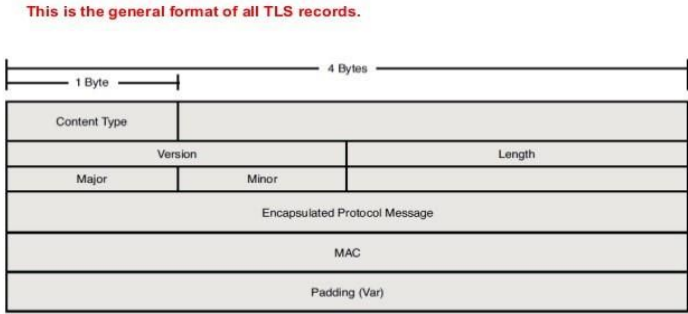 This is the general format of all TLS records.
4 Bytes
1 Byte
Content Type
Version Length
Major Minor
Encapsulated Protocol Message
MAC
Padding (Var)